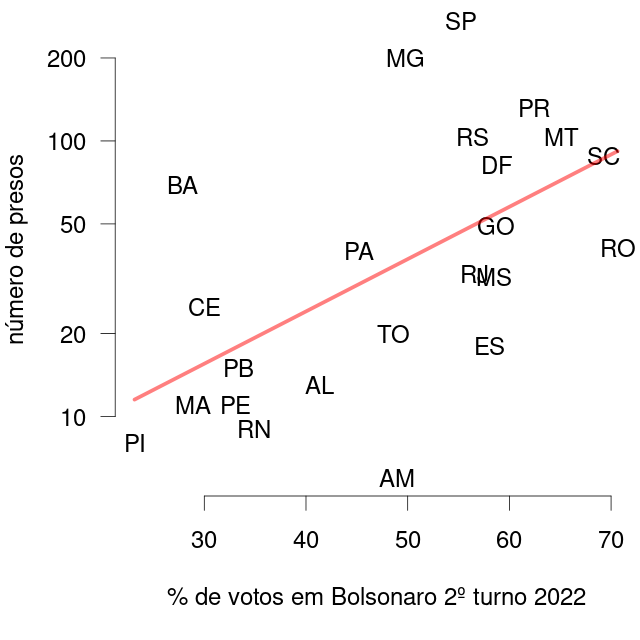 SP
200
MG
PR
100
RS
MT
SC
DF
BA
50
GO
PA
RO
RJ
MS
CE
20
TO
ES
PB
AL
MA
PE
10
RN
PI
AM
número de presos
30 40 50 60 70
% de votos em Bolsonaro 2º turno 2022